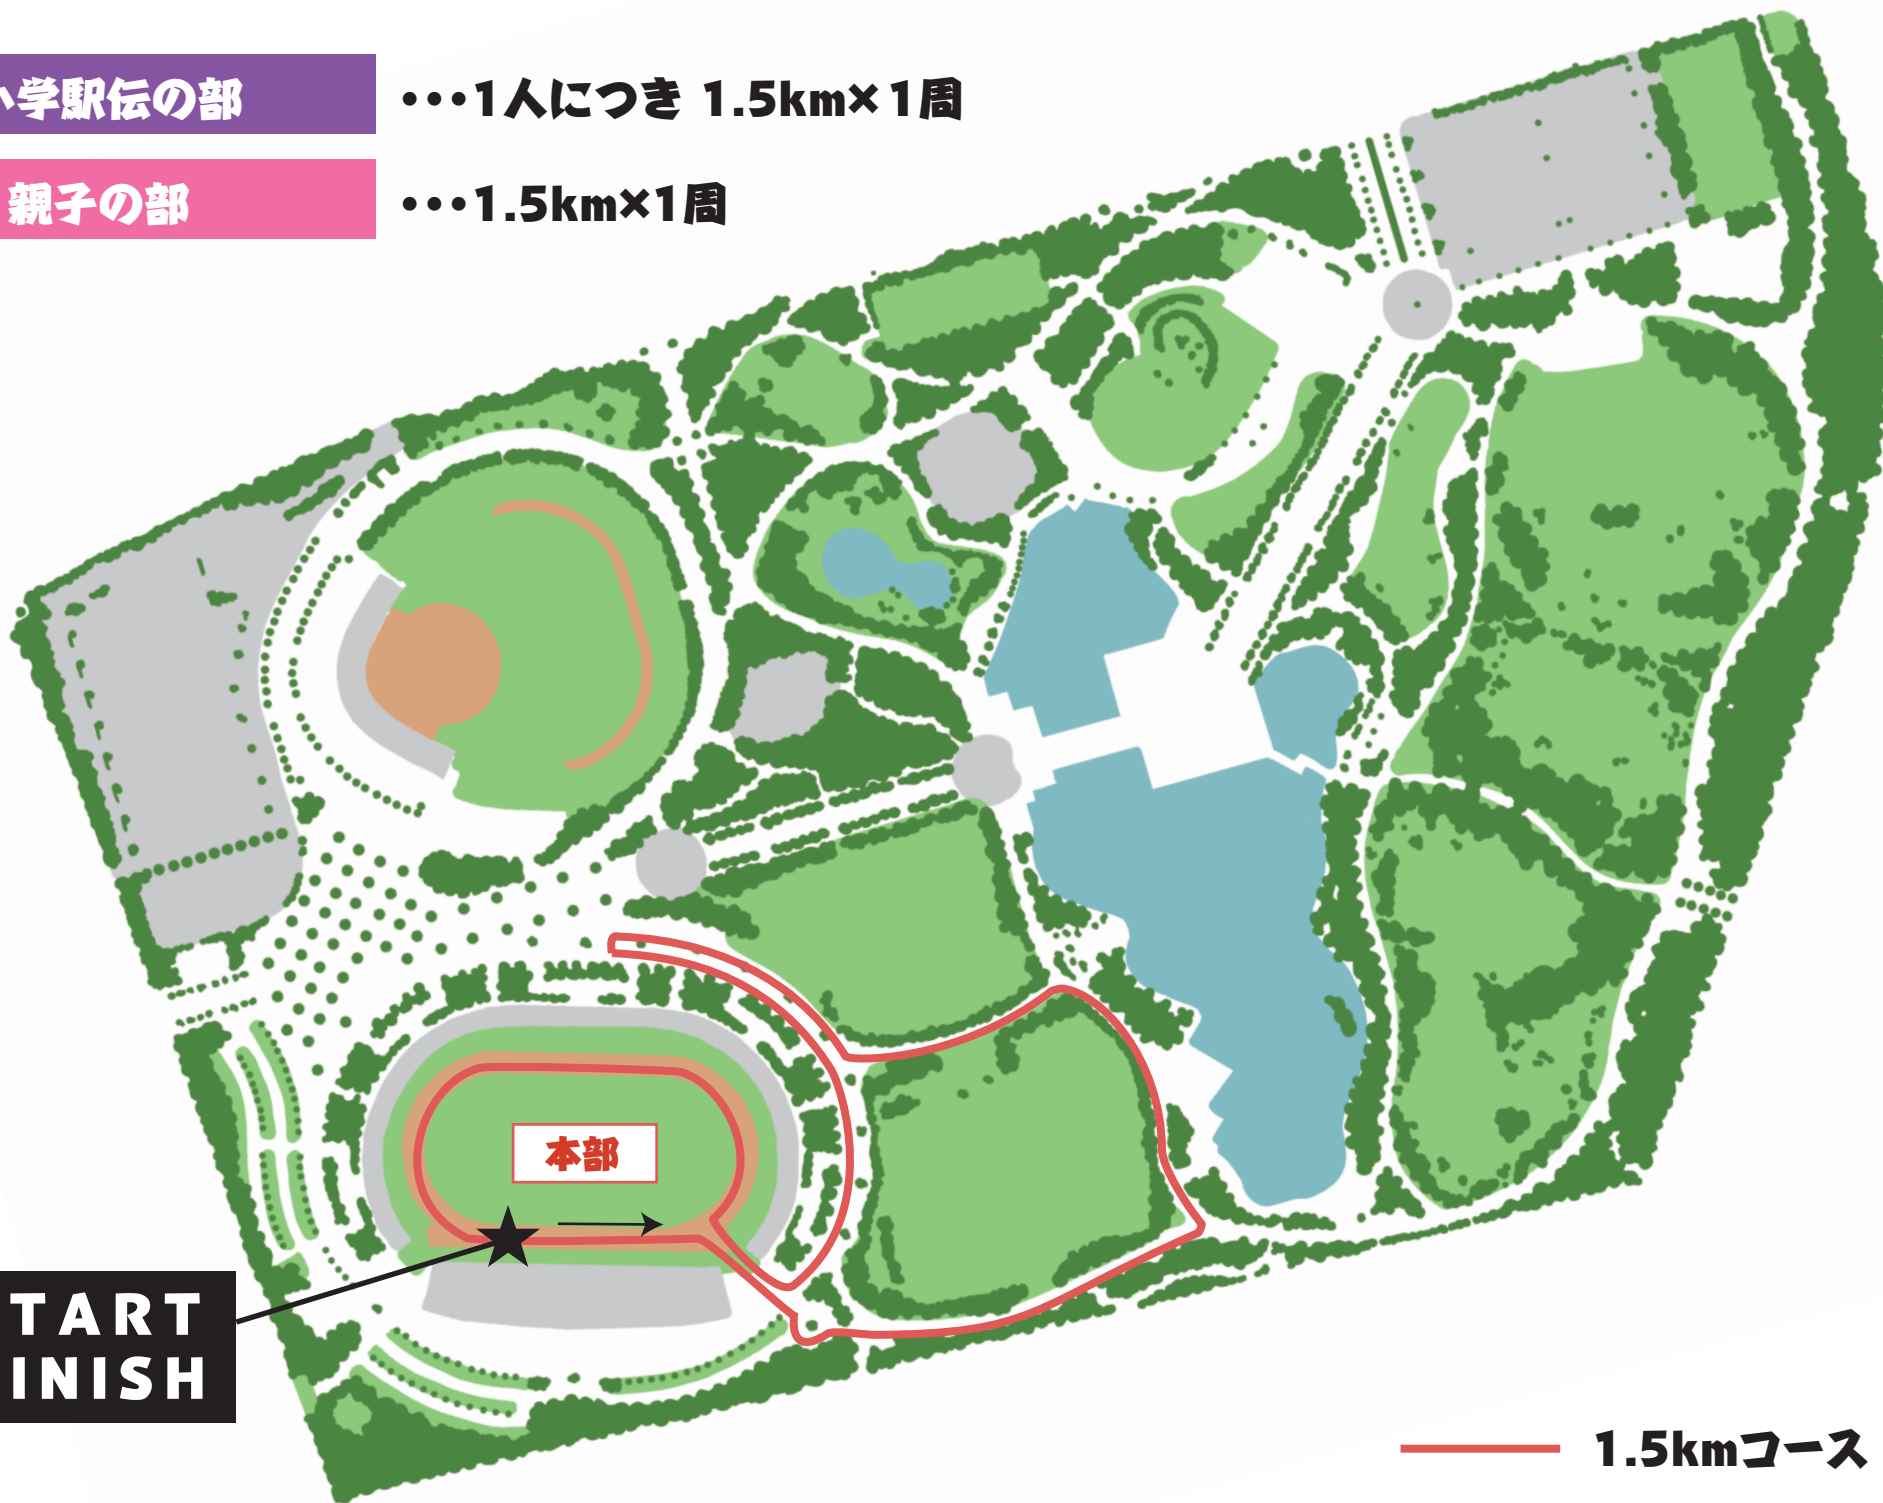 小学駅伝の部
•••1人につき 1.5km×1周
親子の部
•••1.5km×1周
本部
TART
INISH
1.5kmコース